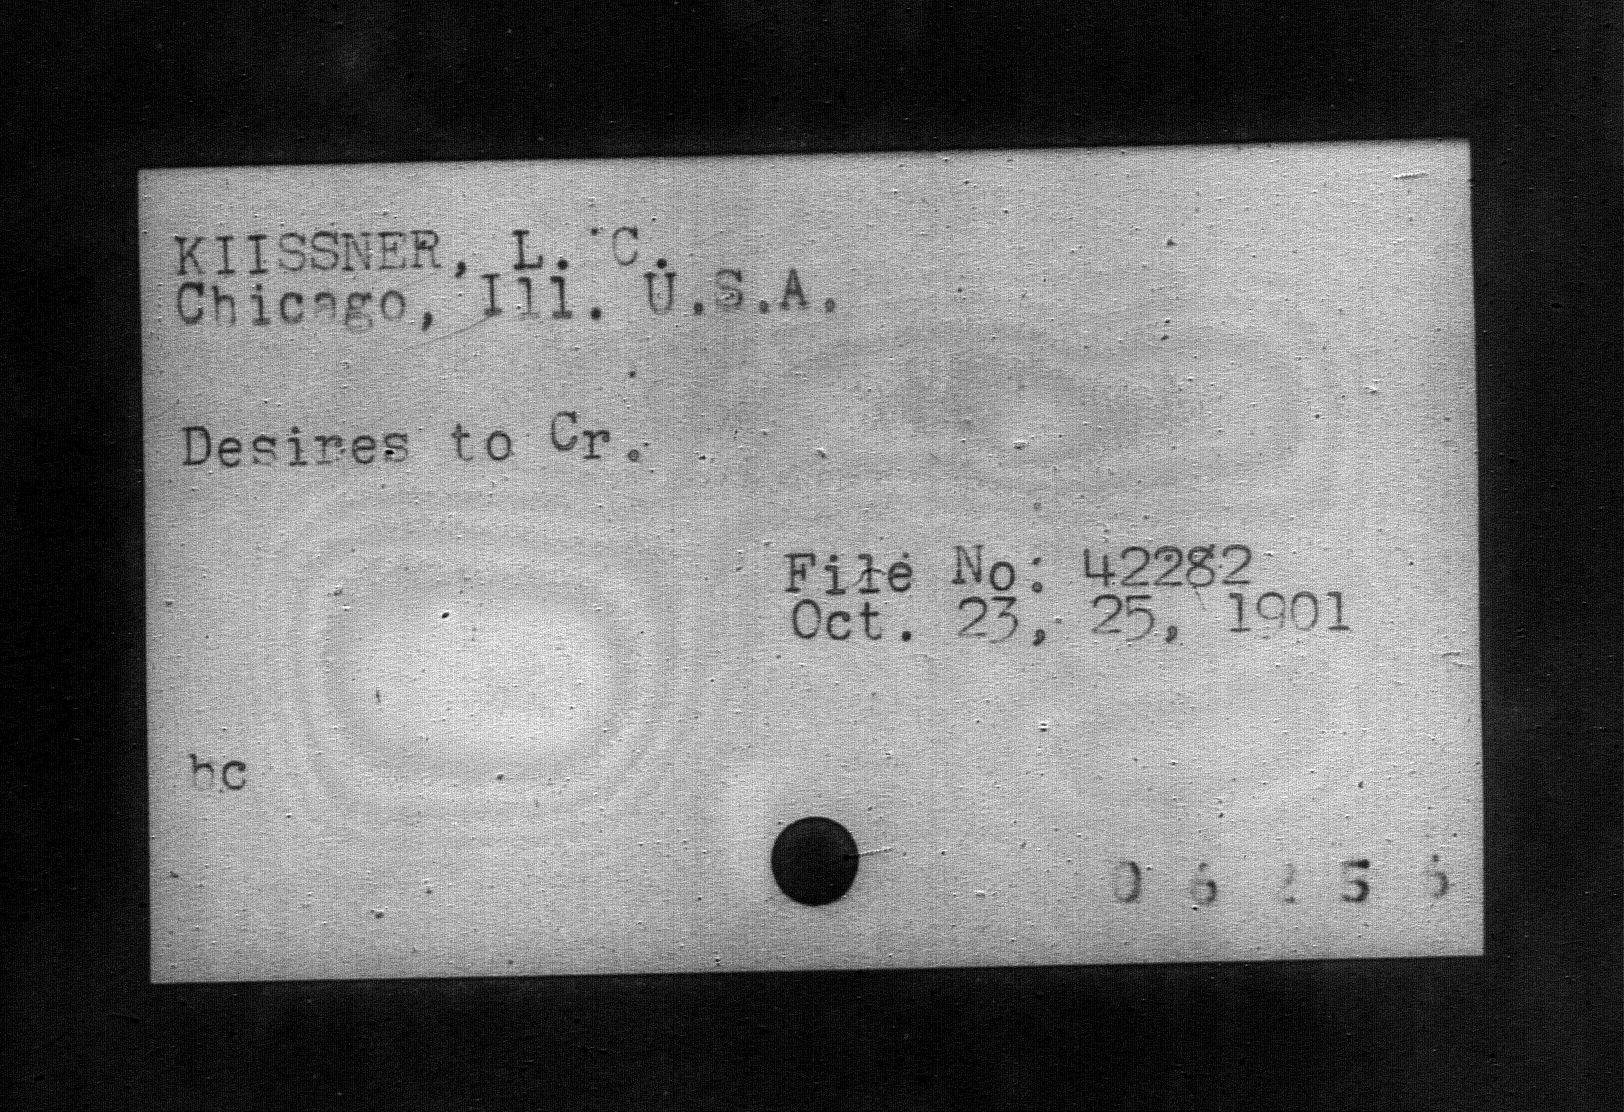 KIISSNER, L. C.
Chicago, Ill. U.S.A.
Desires to Cr.
File No: 42282
Oct. 23, 25, 1901
hc